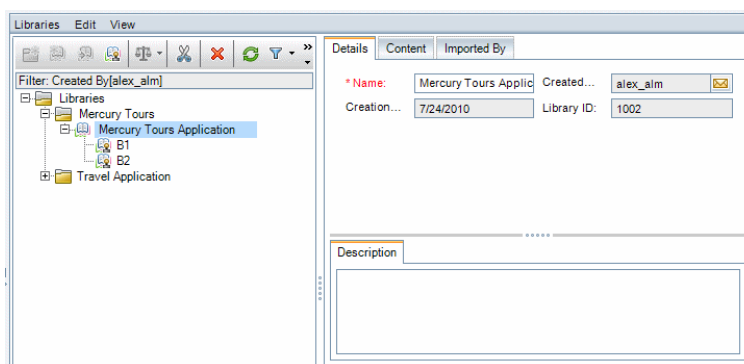 Libraries Edit View
Filter: Created By[alex_alm]
Libraries
Mercury Tours
Mercury Tours Application
B1
B2
Travel Application
Details Content Imported By
*Name: Mercury Tours Applic Created... alex_alm
Creation... 7/24/2010 Library ID: 1002
Description